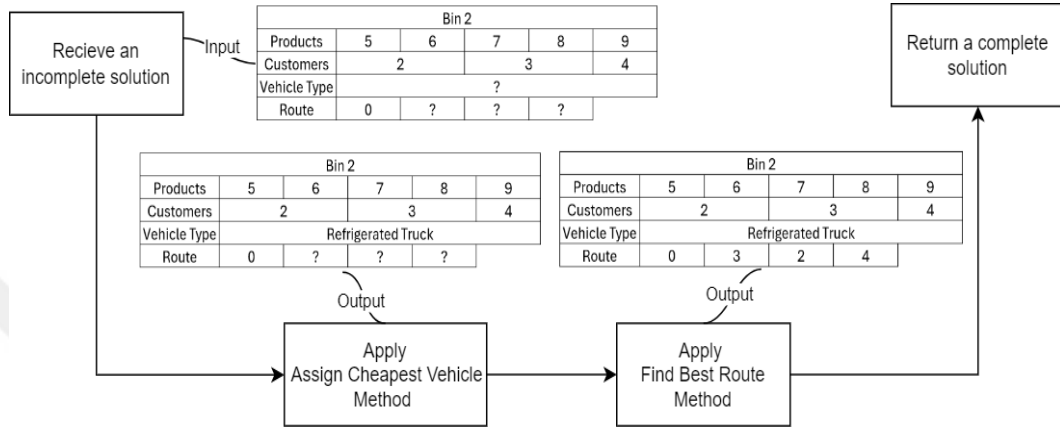 Recieve an
incomplete solution
Input
Bin 2
Products 5 6 7 8 9
Customers 2 3 4
Vehicle Type ?
Route 0 ? ? ?
Return a complete
solution
Bin 2
Products 5 6 7 8 9
Customers 2 3 4
Vehicle Type Refrigerated Truck
Route 0 ? ? ?
Output
Bin 2
Products 5 6 7 8 9
Customers 2 3 4
Vehicle Type Refrigerated Truck
Route 0 3 2 4
Output
Apply
Assign Cheapest Vehicle
Method
Apply
Find Best Route
Method